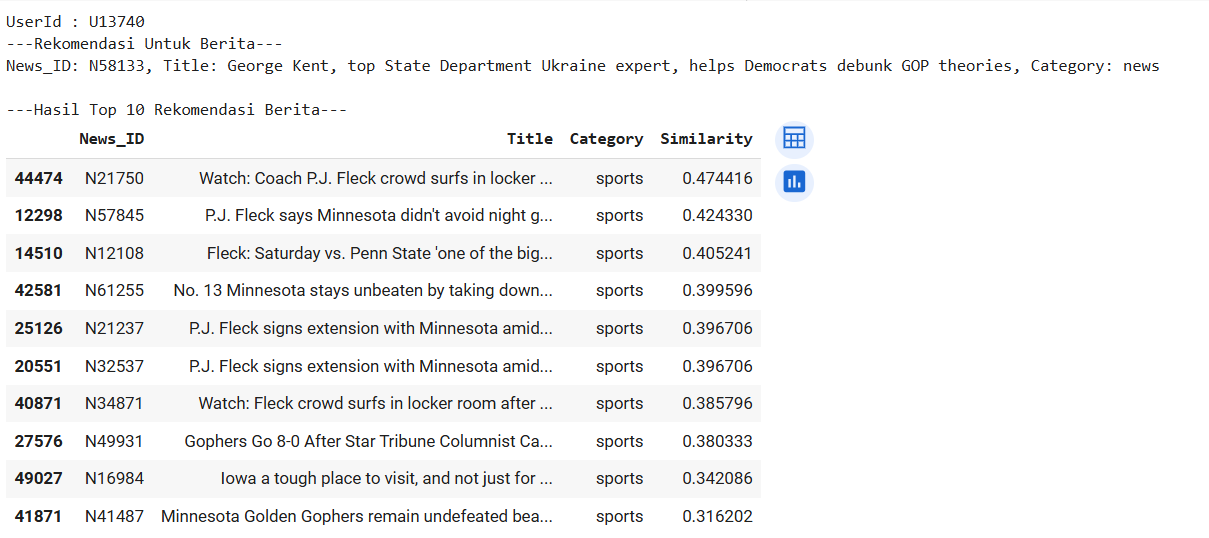 UserId : U13740
---Rekomendasi Untuk Berita---
News_ID: N58133, Title: George Kent, top State Department Ukraine expert, helps Democrats debunk GOP theories, Category: news
---Hasil Top 10 Rekomendasi Berita---
News_ID Title Category Similarity
44474 N21750 Watch: Coach P.J. Fleck crowd surfs in locker ... sports 0.474416
12298 N57845 P.J. Fleck says Minnesota didn't avoid night g... sports 0.424330
14510 N12108 Fleck: Saturday vs. Penn State 'one of the big... sports 0.405241
42581 N61255 No. 13 Minnesota stays unbeaten by taking down... sports 0.399596
25126 N21237 P.J. Fleck signs extension with Minnesota amid... sports 0.396706
20551 N32537 P.J. Fleck signs extension with Minnesota amid... sports 0.396706
40871 N34871 Watch: Fleck crowd surfs in locker room after ... sports 0.385796
27576 N49931 Gophers Go 8-0 After Star Tribune Columnist Ca... sports 0.380333
49027 N16984 Iowa a tough place to visit, and not just for ... sports 0.342086
41871 N41487 Minnesota Golden Gophers remain undefeated bea... sports 0.316202